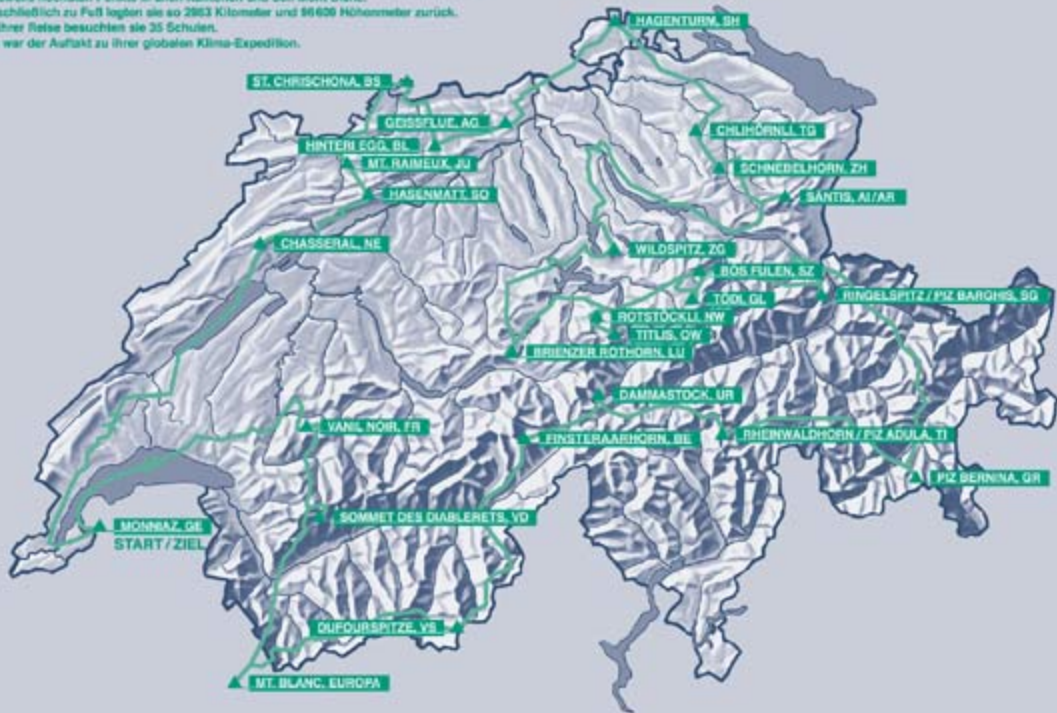 schließlich zu Fuß legten sie so 2953 Kilometer und 86609 Höhenmeter zurück.
ihrer Reise besuchten sie 35 Schulen.
war der Auftakt zu ihrer globalen Klima-Expedition.
HAGENTURM, SH
ST. CHRISCHONA, BS
GEISSFLUE, AG
CHLIHÖRNLI, TG
HINTERI EGG, BL
MT. RAIMEUX, JU
SCHNEBELHORN, ZH
HASENMATT, SO
SÄNTIS, AI/AR
CHASSERAL, NE
WILDSPITZ, ZG
BÖS FULEN, SZ
TÖDI, GL
RINGELSPITZ / PIZ BARGHIS, SG
ROTSTÖCKLI, NW
TITLIS, OW
BRIENZER ROTHORN, LU
DAMMASTOCK, UR
VANIL NOIR, FR
FINSTERAARHORN, BE
RHEINWALDHORN / PIZ ADULA, TI
PIZ BERNINA, GR
SOMMET DES DIABLERETS, VD
MONNIAZ, GE
START / ZIEL
DUFOURSPITZE, VS
MT. BLANC, EUROPA